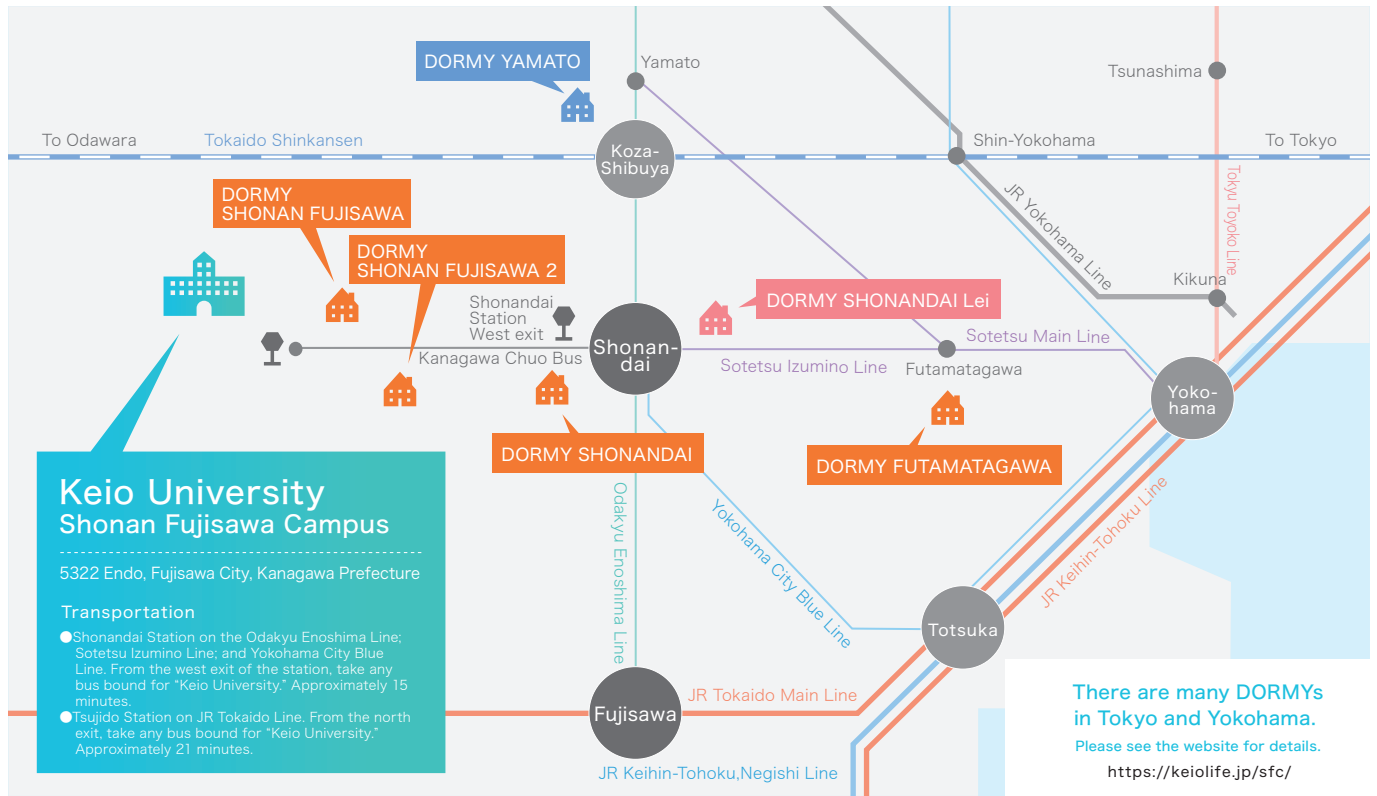 DORMY YAMATO
Yamato
Tsunashima
To Odawara
Tokaido Shinkansen
Koza-
Shibuya
Shin-Yokohama
To Tokyo
DORMY
SHONAN FUJISAWA
DORMY
SHONAN FUJISAWA 2
JR Yokohama Line
Tokyu Toyoko Line
Kikuna
Shonandai
Station
West exit
Kanagawa Chuo Bus
Shonan-
dai
DORMY SHONANDAI Lei
Sotetsu Main Line
Sotetsu Izumino Line
Futamatagawa
Yoko-
hama
DORMY SHONANDAI
DORMY FUTAMATAGAWA
Keio University
Shonan Fujisawa Campus
5322 Endo, Fujisawa City, Kanagawa Prefecture
Transportation
●Shonandai Station on the Odakyu Enoshima Line;
Sotetsu Izumino Line; and Yokohama City Blue
Line. From the west exit of the station, take any
bus bound for “Keio University.” Approximately 15
minutes.
●Tsujido Station on JR Tokaido Line. From the north
exit, take any bus bound for “Keio University.”
Approximately 21 minutes.
Odakyu Enoshima Line
Yokohama City Blue Line
JR Keihin-Tohoku Line
Totsuka
Fujisawa
JR Tokaido Main Line
JR Keihin-Tohoku,Negishi Line
There are many DORMYs
in Tokyo and Yokohama.
Please see the website for details.
https://keiolife.jp/sfc/